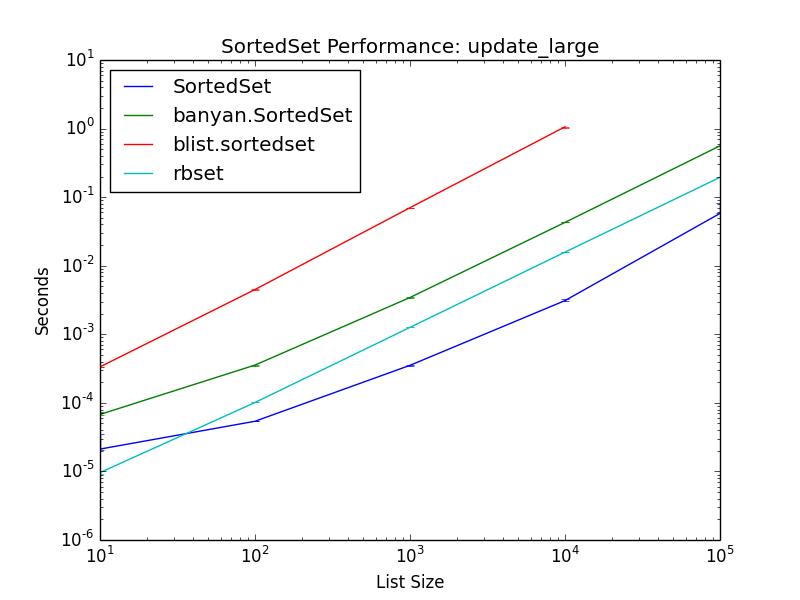 SortedSet Performance: update_large
10^1
10^0
10^-1
10^-2
10^-3
10^-4
10^-5
10^-6
Seconds
SortedSet
banyan.SortedSet
blist.sortedset
rbset
10^1 10^2 10^3 10^4 10^5
List Size